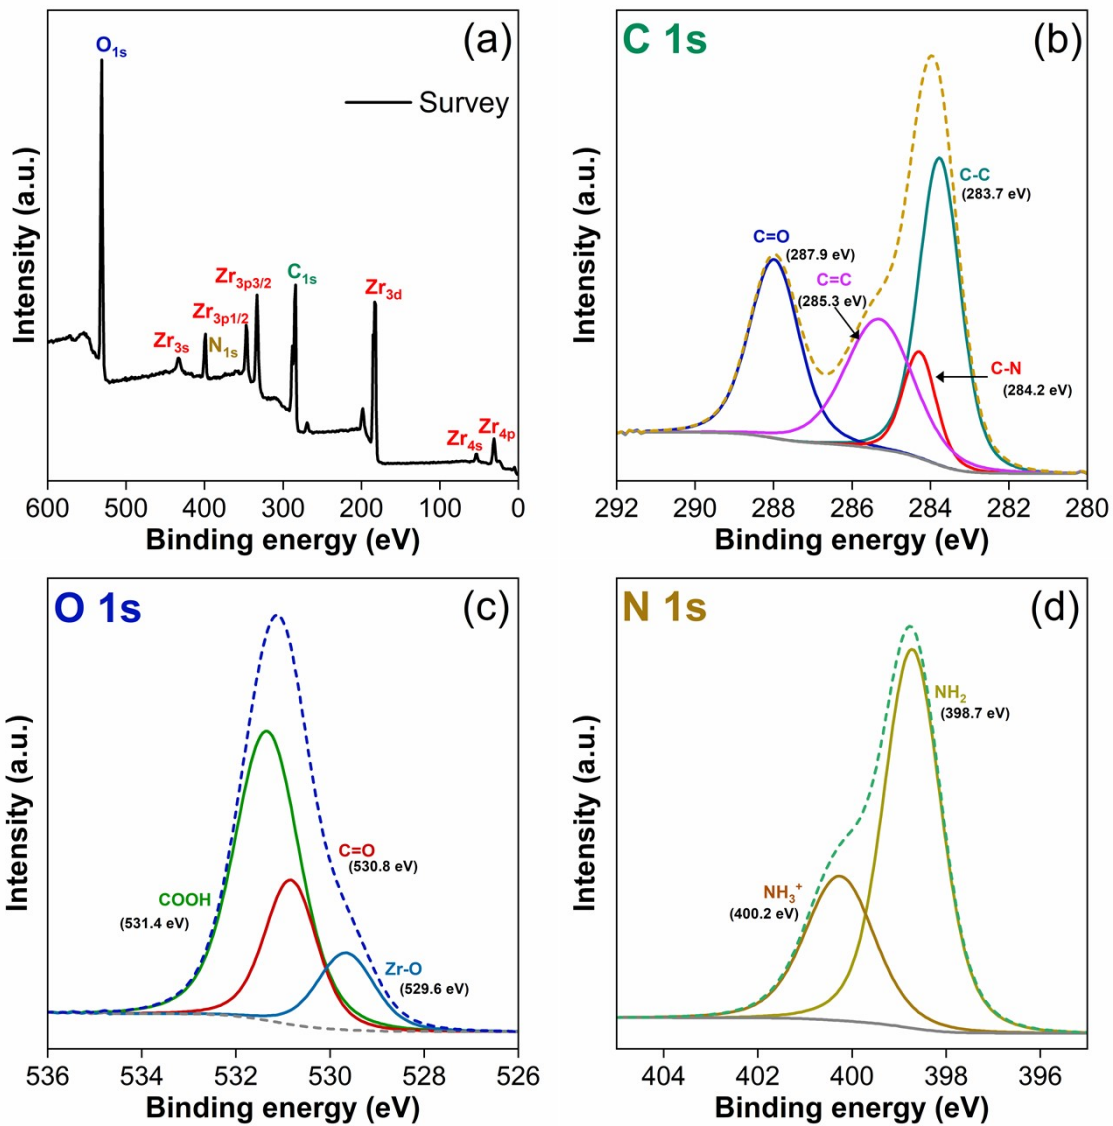 (a)
O1s
Survey
Zr3p3/2
C1s
Zr3d
Zr3p1/2
Zr3s
N1s
Zr4s
Zr4p
Intensity (a.u.)
600 500 400 300 200 100 0
Binding energy (eV)
C 1s
(b)
C-C
(283.7 eV)
C=O
(287.9 eV)
C=C
(285.3 eV)
C-N
(284.2 eV)
Intensity (a.u.)
292 290 288 286 284 282 280
Binding energy (eV)
O 1s
(c)
C=O
(530.8 eV)
COOH
(531.4 eV)
Zr-O
(529.6 eV)
Intensity (a.u.)
536 534 532 530 528 526
Binding energy (eV)
N 1s
(d)
NH2
(398.7 eV)
NH3+
(400.2 eV)
Intensity (a.u.)
404 402 400 398 396
Binding energy (eV)